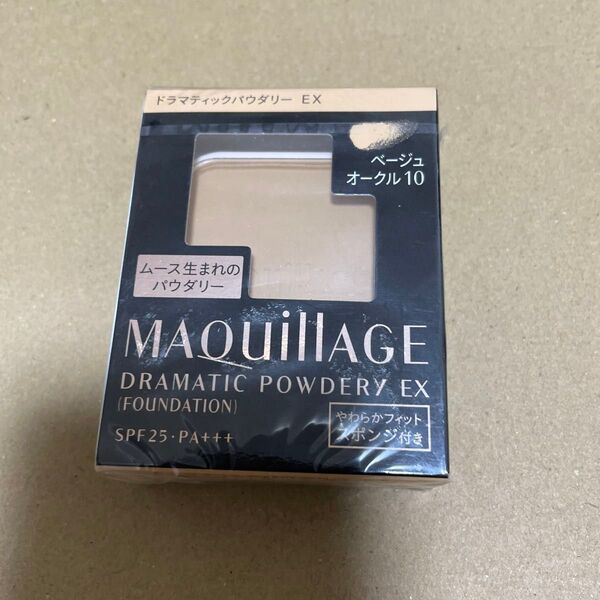 ドラマティックパウダリー EX
ベージュ
オークル10
ムース生まれの
パウダリー
MAQuillAGE
DRAMATIC POWDERY EX
(FOUNDATION)
SPF25・PA+++
やわらかフィット
スポンジ付き